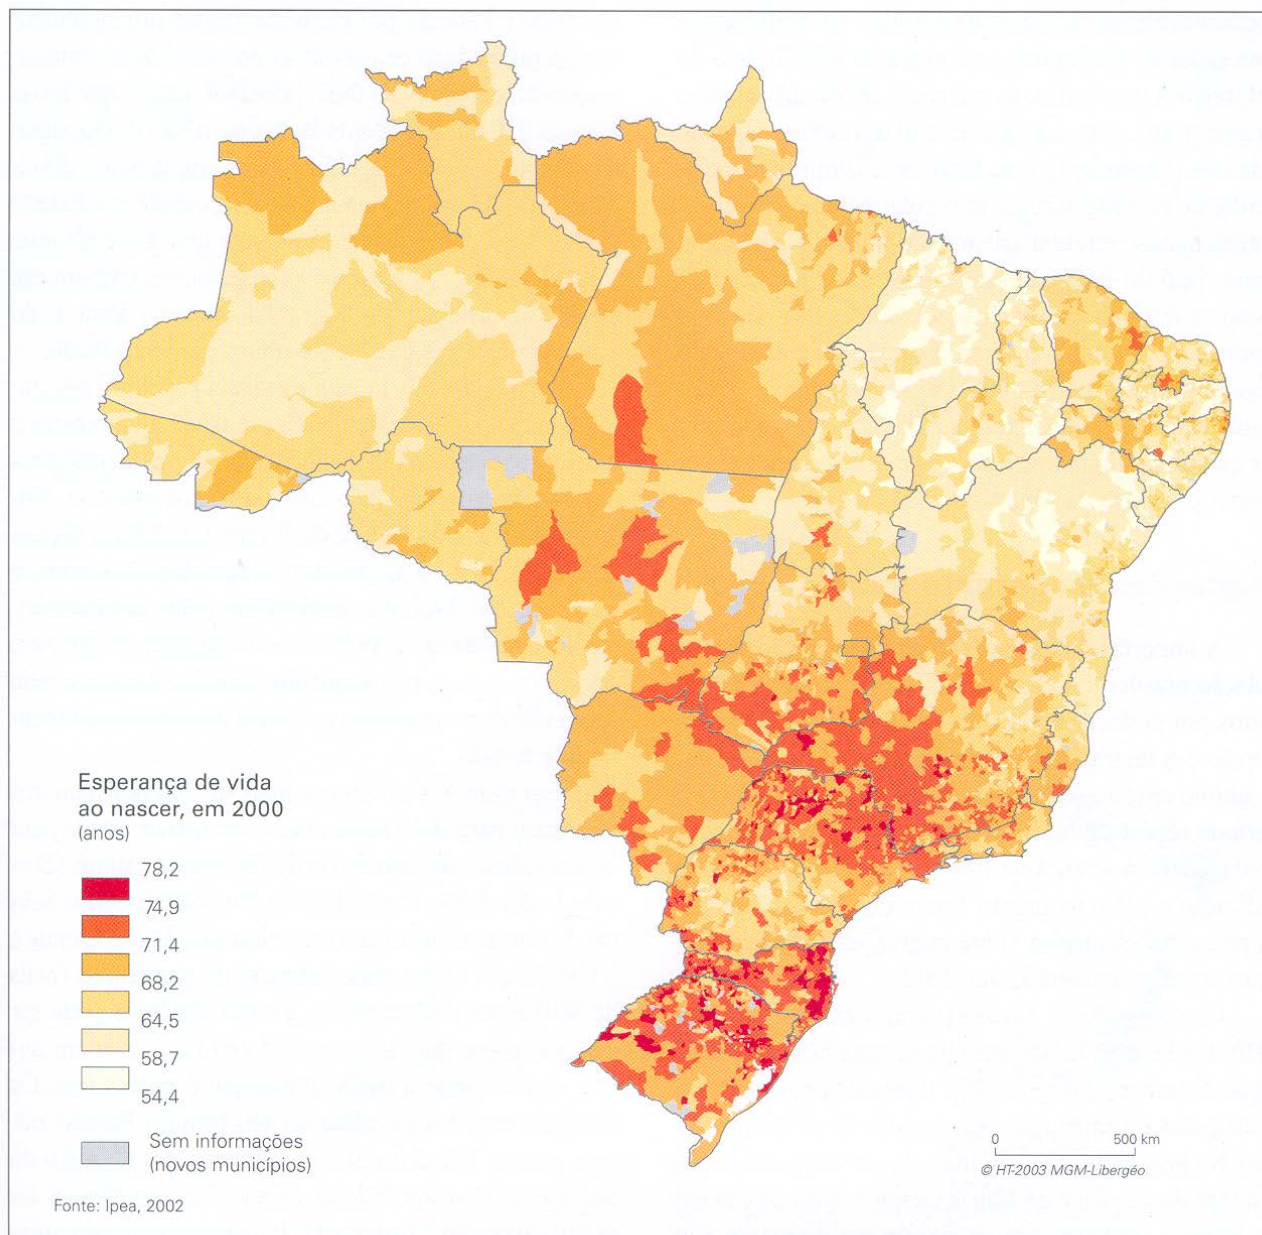 Esperança de vida
ao nascer, em 2000
(anos)
78,2
74,9
71,4
68,2
64,5
58,7
54,4
Sem informações
(novos municípios)
Fonte: Ipea, 2002
0 500 km
© HT-2003 MGM-Libergéo